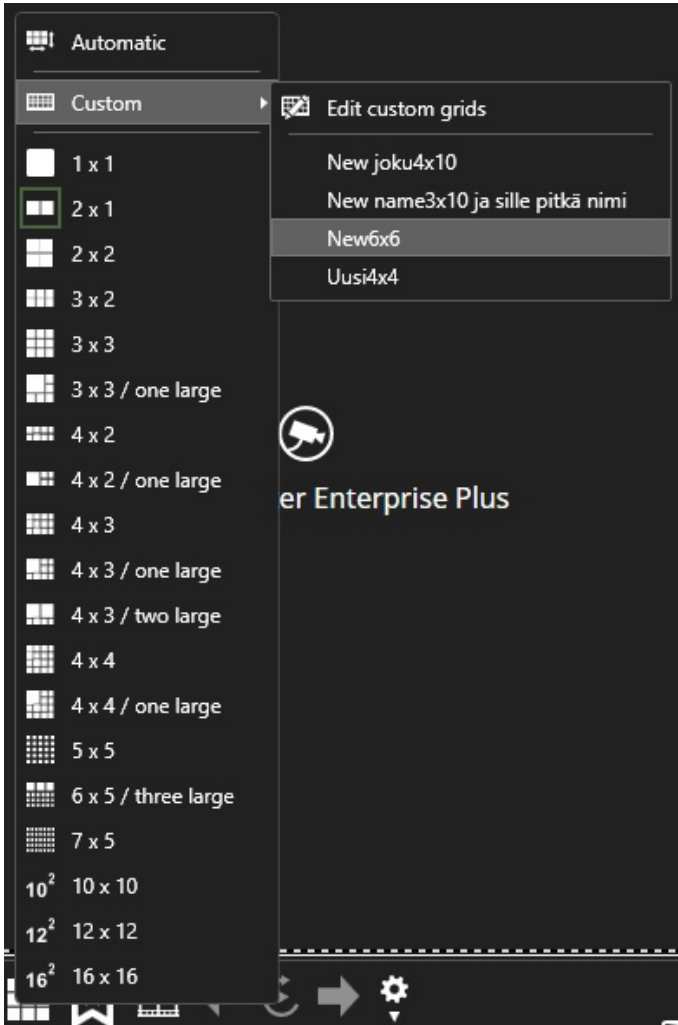 Automatic
Custom
Edit custom grids
New joku4x10
New name3x10 ja sille pitkä nimi
New6x6
Uusi4x4
1 x 1
2 x 1
2 x 2
3 x 2
3 x 3
3 x 3 / one large
4 x 2
4 x 2 / one large
4 x 3
4 x 3 / one large
4 x 3 / two large
4 x 4
4 x 4 / one large
5 x 5
6 x 5 / three large
7 x 5
10² 10 x 10
12² 12 x 12
16² 16 x 16
er Enterprise Plus